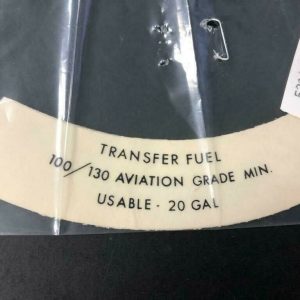 TRANSFER FUEL
100/130 AVIATION GRADE MIN.
USABLE - 20 GAL